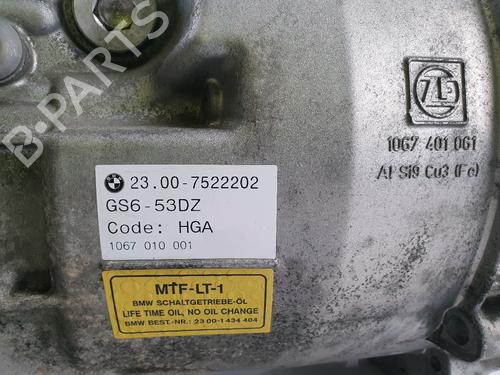 B-PARTS
ZF
1067 401 061
Al Si9 Cu3 (Fe)
BMW
23.00-7522202
GS6-53DZ
Code: HGA
1067 010 001
MTF-LT-1
BMW SCHALTGETRIEBE-ÖL
LIFE TIME OIL, NO OIL CHANGE
BMW BEST.-NR.: 23 00-1 434 404